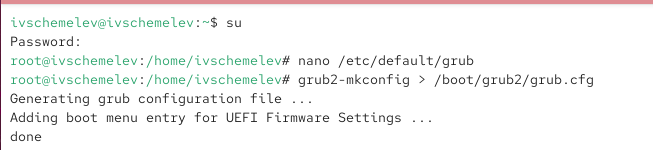 ivschemelev@ivschemelev:~$ su
Password:
root@ivschemelev:/home/ivschemelev# nano /etc/default/grub
root@ivschemelev:/home/ivschemelev# grub2-mkconfig > /boot/grub2/grub.cfg
Generating grub configuration file ...
Adding boot menu entry for UEFI Firmware Settings ...
done